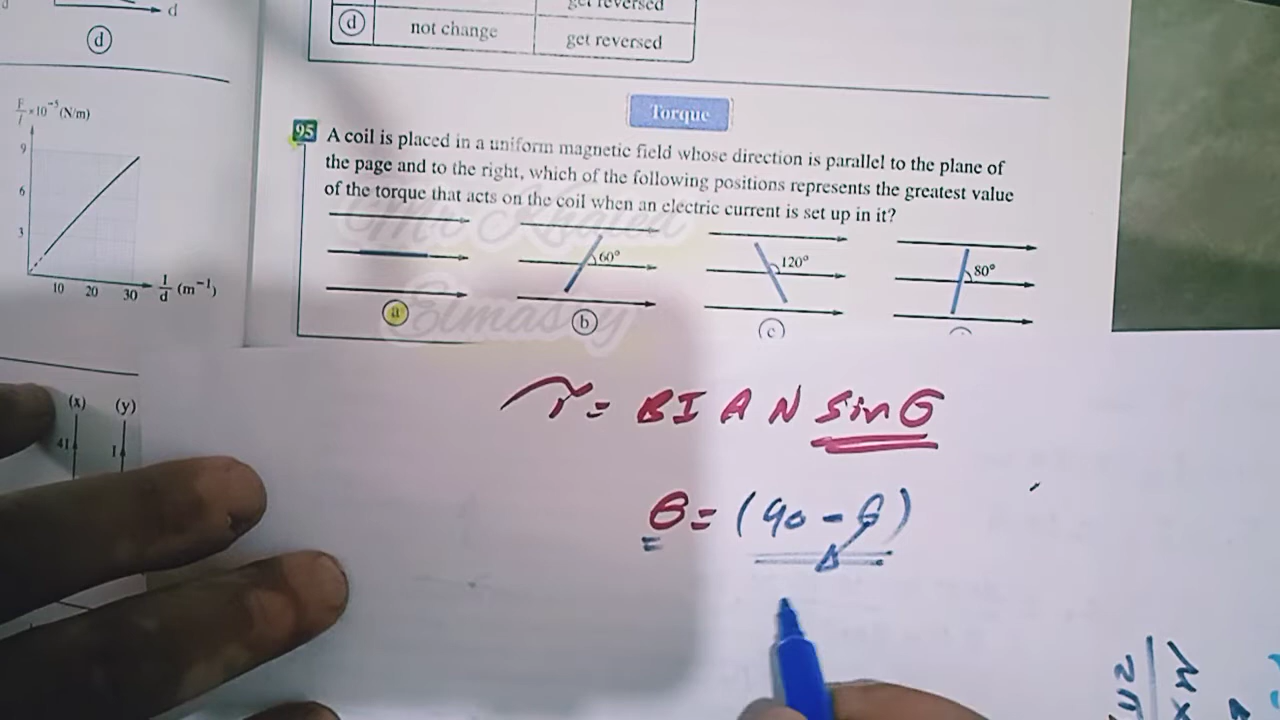 d
d
get reversed
d not change get reversed
F/l ×10⁻⁵ (N/m)
9
6
3
10 20 30 1/d (m⁻¹)
Torque
95 A coil is placed in a uniform magnetic field whose direction is parallel to the plane of
the page and to the right, which of the following positions represents the greatest value
of the torque that acts on the coil when an electric current is set up in it?
60° 120° 80°
a b c
Elmasry
(x) (y)
4I I
τ = BIAN sin θ
θ = (90 - θ)